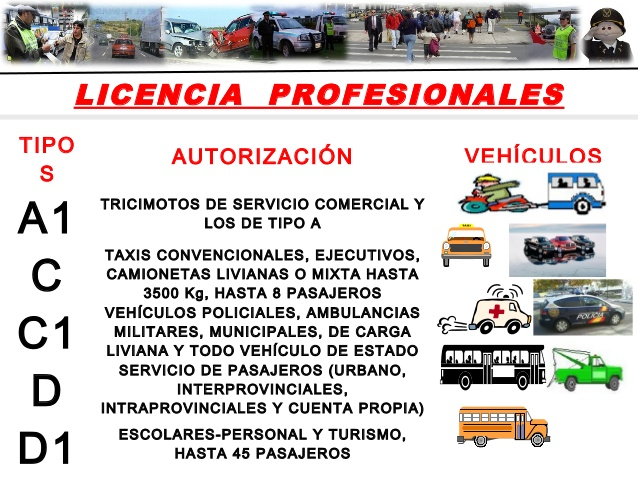 LICENCIA PROFESIONALES
TIPO
S
AUTORIZACIÓN
VEHÍCULOS
A1
TRICIMOTOS DE SERVICIO COMERCIAL Y
LOS DE TIPO A
C
TAXIS CONVENCIONALES, EJECUTIVOS,
CAMIONETAS LIVIANAS O MIXTA HASTA
3500 Kg, HASTA 8 PASAJEROS
C1
VEHÍCULOS POLICIALES, AMBULANCIAS
MILITARES, MUNICIPALES, DE CARGA
LIVIANA Y TODO VEHÍCULO DE ESTADO
D
SERVICIO DE PASAJEROS (URBANO,
INTERPROVINCIALES,
INTRAPROVINCIALES Y CUENTA PROPIA)
D1
ESCOLARES-PERSONAL Y TURISMO,
HASTA 45 PASAJEROS
TAXI
POLICIA